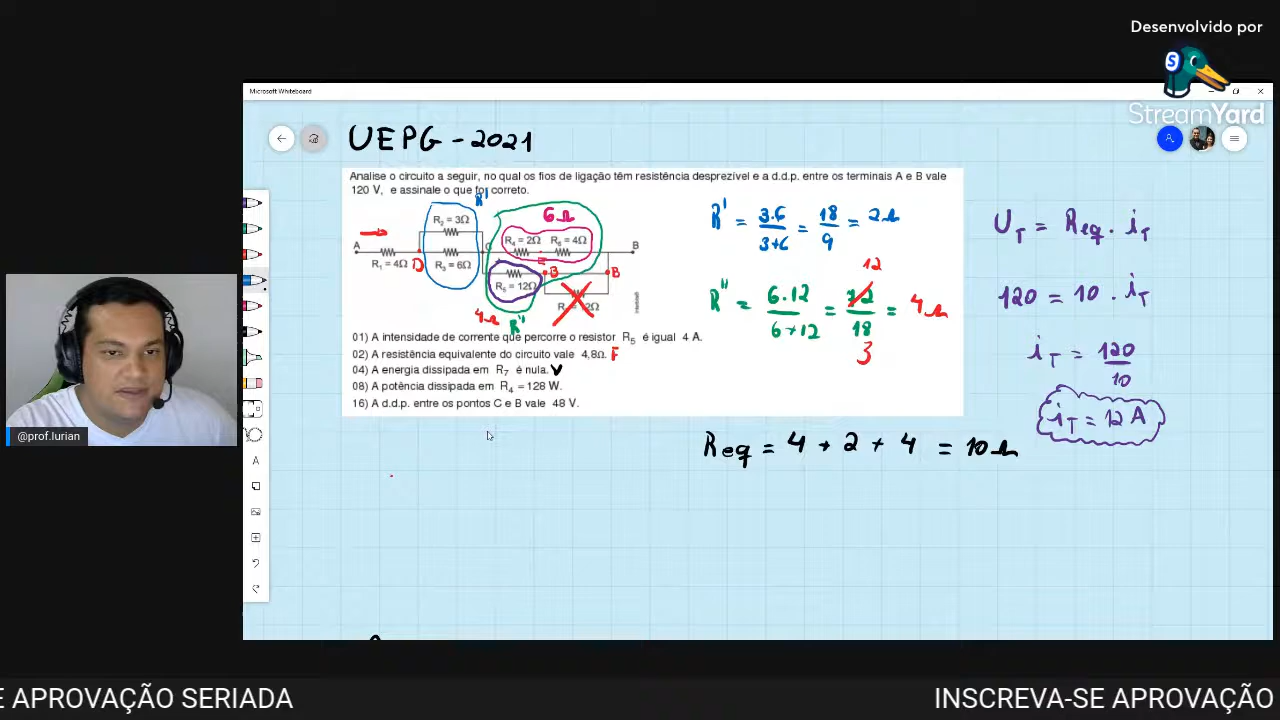 Desenvolvido por
S
StreamYard
Microsoft Whiteboard
UEPG - 2021
Analise o circuito a seguir, no qual os fios de ligação têm resistência desprezível e a d.d.p. entre os terminais A e B vale
120 V, e assinale o que for correto.
R'
6Ω
R₂ = 3Ω
R₄ = 2Ω R₆ = 4Ω
A
D
C
B
R₁ = 4Ω
R₃ = 6Ω
B
B
R₅ = 12Ω
4Ω
R''
01) A intensidade de corrente que percorre o resistor R₅ é igual 4 A.
02) A resistência equivalente do circuito vale 4,8Ω. F
04) A energia dissipada em R₇ é nula. V
08) A potência dissipada em R₄ = 128 W.
16) A d.d.p. entre os pontos C e B vale 48 V.
R' = 3.6 / 3+6 = 18 / 9 = 2Ω
12
R'' = 6.12 / 6+12 = 72 / 18 = 4Ω
3
Req = 4 + 2 + 4 = 10Ω
U_T = Req . i_T
120 = 10 . i_T
i_T = 120 / 10
i_T = 12 A
@prof.lurian
A
E APROVAÇÃO SERIADA
INSCREVA-SE APROVAÇÃO